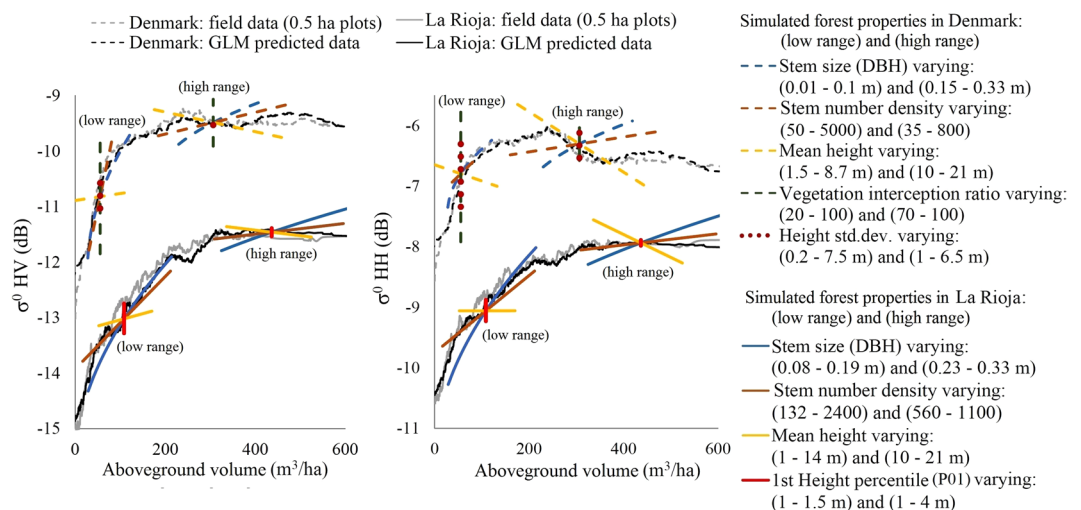 Denmark: field data (0.5 ha plots)
Denmark: GLM predicted data
La Rioja: field data (0.5 ha plots)
La Rioja: GLM predicted data
σ⁰ HV (dB)
-9
-10
-11
-12
-13
-14
-15
0
200
400
600
Aboveground volume (m³/ha)
(low range)
(high range)
(high range)
(low range)
σ⁰ HH (dB)
-6
-7
-8
-9
-10
-11
0
200
400
600
Aboveground volume (m³/ha)
(low range)
(high range)
(high range)
(low range)
Simulated forest properties in Denmark:
(low range) and (high range)
Stem size (DBH) varying:
(0.01 - 0.1 m) and (0.15 - 0.33 m)
Stem number density varying:
(50 - 5000) and (35 - 800)
Mean height varying:
(1.5 - 8.7 m) and (10 - 21 m)
Vegetation interception ratio varying:
(20 - 100) and (70 - 100)
Height std.dev. varying:
(0.2 - 7.5 m) and (1 - 6.5 m)
Simulated forest properties in La Rioja:
(low range) and (high range)
Stem size (DBH) varying:
(0.08 - 0.19 m) and (0.23 - 0.33 m)
Stem number density varying:
(132 - 2400) and (560 - 1100)
Mean height varying:
(1 - 14 m) and (10 - 21 m)
1st Height percentile (P01) varying:
(1 - 1.5 m) and (1 - 4 m)